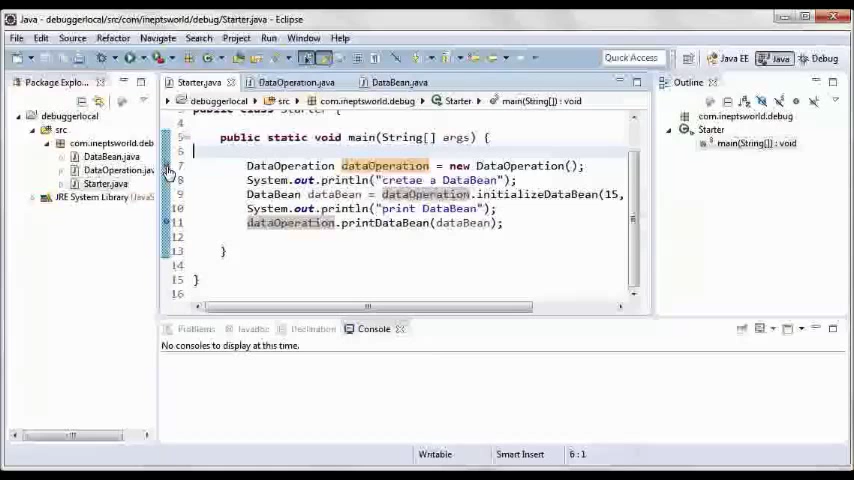 Java - debuggerlocal/src/com/ineptsworld/debug/Starter.java - Eclipse
File Edit Source Refactor Navigate Search Project Run Window Help
Quick Access
Java EE
Java
Debug
Package Explo...
Starter.java
DataOperation.java
DataBean.java
Outline
debuggerlocal
src
com.ineptsworld.debug
Starter
main(String[]) : void
debuggerlocal
src
com.ineptsworld.deb
DataBean.java
DataOperation.jav
Starter.java
JRE System Library [JavaS
4
5 public static void main(String[] args) {
6
7 DataOperation dataOperation = new DataOperation();
8 System.out.println("cretae a DataBean");
9 DataBean dataBean = dataOperation.initializeDataBean(15,
10 System.out.println("print DataBean");
11 dataOperation.printDataBean(dataBean);
12
13 }
14
15 }
16
com.ineptsworld.debug
Starter
main(String[]) : void
Problems
Javadoc
Declaration
Console
No consoles to display at this time.
Writable
Smart Insert
6 : 1